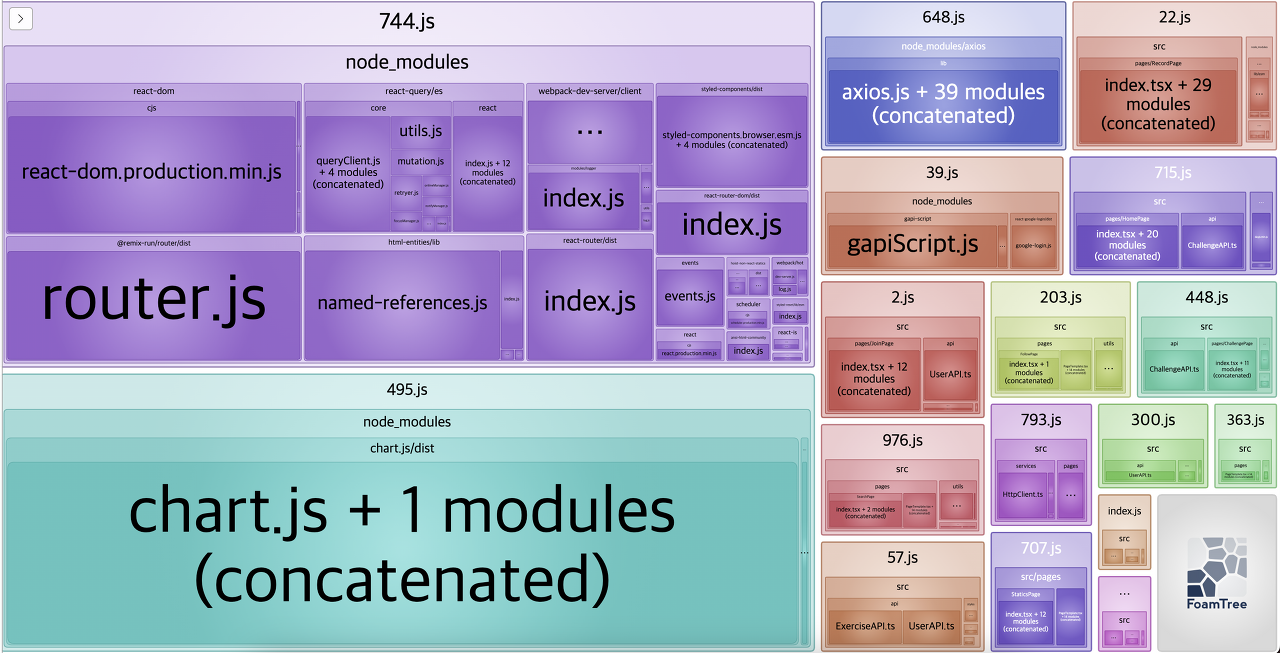 744.js
node_modules
react-dom
cjs
react-dom.production.min.js
react-query/es
core
queryClient.js
+ 4 modules
(concatenated)
utils.js
mutation.js
retryer.js
react
index.js + 12
modules
(concatenated)
webpack-dev-server/client
...
index.js
styled-components/dist
styled-components.browser.esm.js
+ 4 modules (concatenated)
react-router-dom/dist
index.js
@remix-run/router/dist
router.js
html-entities/lib
named-references.js
index.js
react-router/dist
index.js
events
events.js
react
cjs
react.production.min.js
scheduler
webpack/hot
log.js
index.js
react-is
index.js
495.js
node_modules
chart.js/dist
chart.js + 1 modules
(concatenated)
...
648.js
node_modules/axios
lib
axios.js + 39 modules
(concatenated)
22.js
src
pages/RecordPage
index.tsx + 29
modules
(concatenated)
...
39.js
node_modules
gapi-script
gapiScript.js
...
react-google-login/dist
google-login.js
715.js
src
pages/HomePage
index.tsx + 20
modules
(concatenated)
api
ChallengeAPI.ts
...
2.js
src
pages/JoinPage
index.tsx + 12
modules
(concatenated)
api
UserAPI.ts
203.js
src
pages
FollowPage
index.tsx + 1
modules
(concatenated)
utils
...
448.js
src
api
ChallengeAPI.ts
pages/ChallengePage
index.tsx + 11
modules
(concatenated)
976.js
src
pages
SearchPage
index.tsx + 2 modules
(concatenated)
utils
...
793.js
src
services
HttpClient.ts
pages
...
300.js
src
api
UserAPI.ts
363.js
src
pages
57.js
src
api
ExerciseAPI.ts
UserAPI.ts
707.js
src/pages
StaticsPage
index.tsx + 12
modules
(concatenated)
index.js
src
...
...
src
...
FoamTree